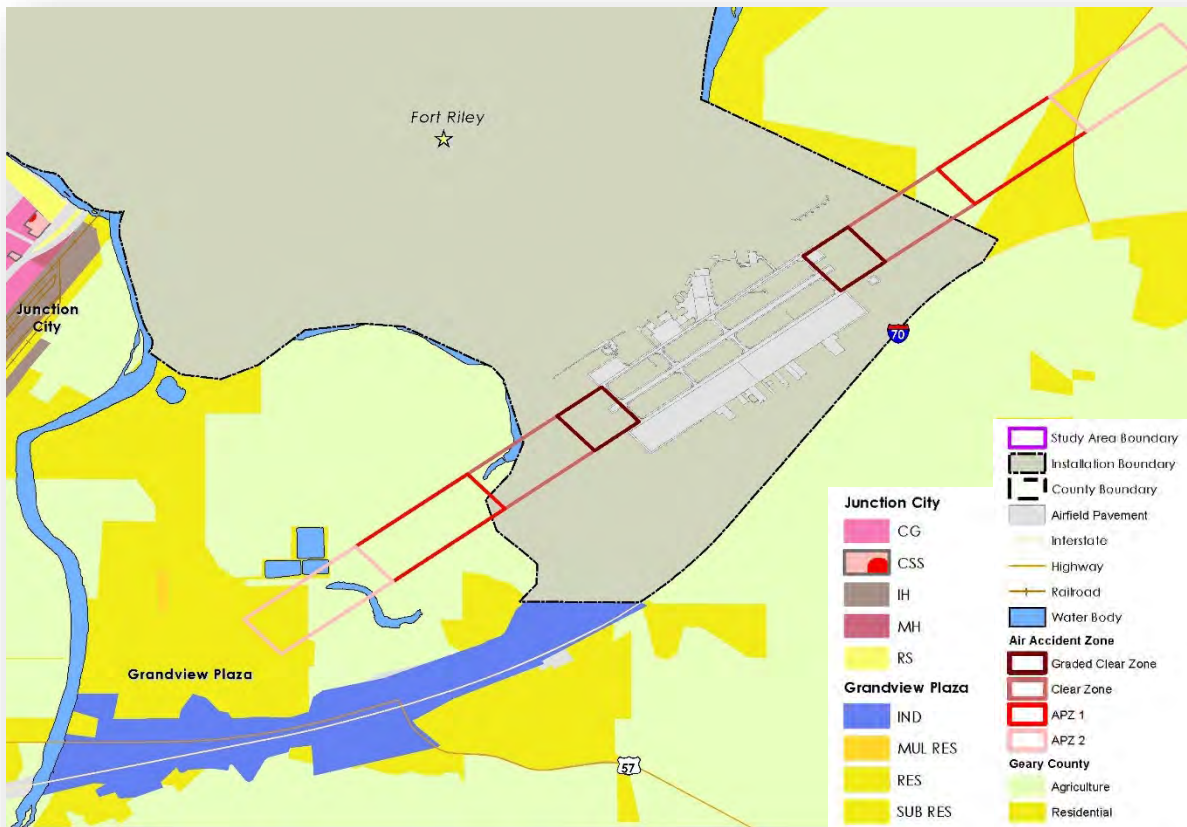 Fort Riley
Junction
City
70
Grandview Plaza
57
Junction City
CG
CSS
IH
MH
RS
Grandview Plaza
IND
MUL RES
RES
SUB RES
Study Area Boundary
Installation Boundary
County Boundary
Airfield Pavement
Interstate
Highway
Railroad
Water Body
Air Accident Zone
Graded Clear Zone
Clear Zone
APZ 1
APZ 2
Geary County
Agriculture
Residential